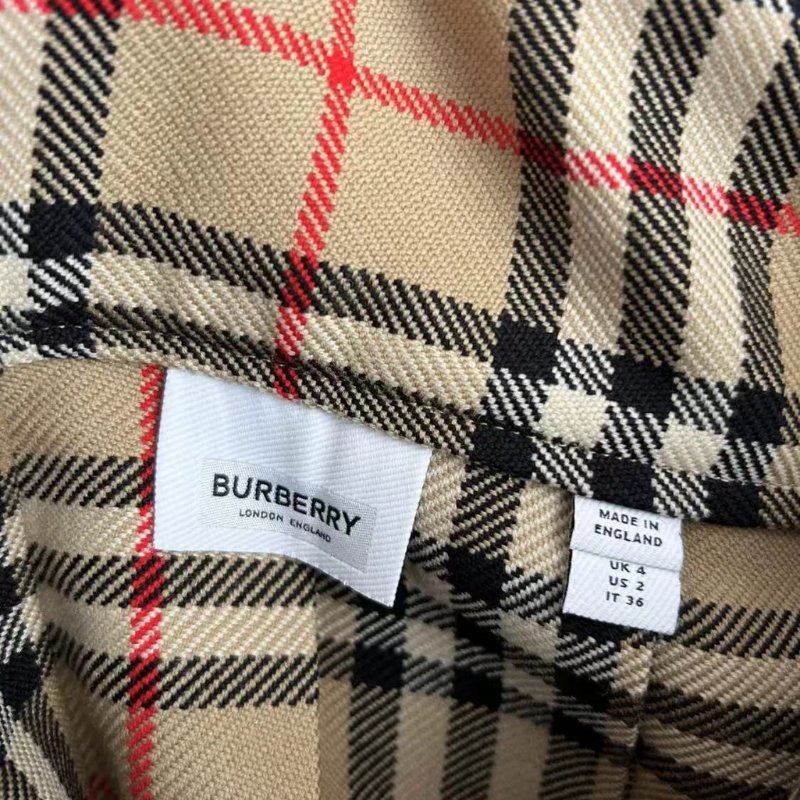 BURBERRY
LONDON ENGLAND
MADE IN
ENGLAND
UK 4
US 2
IT 36